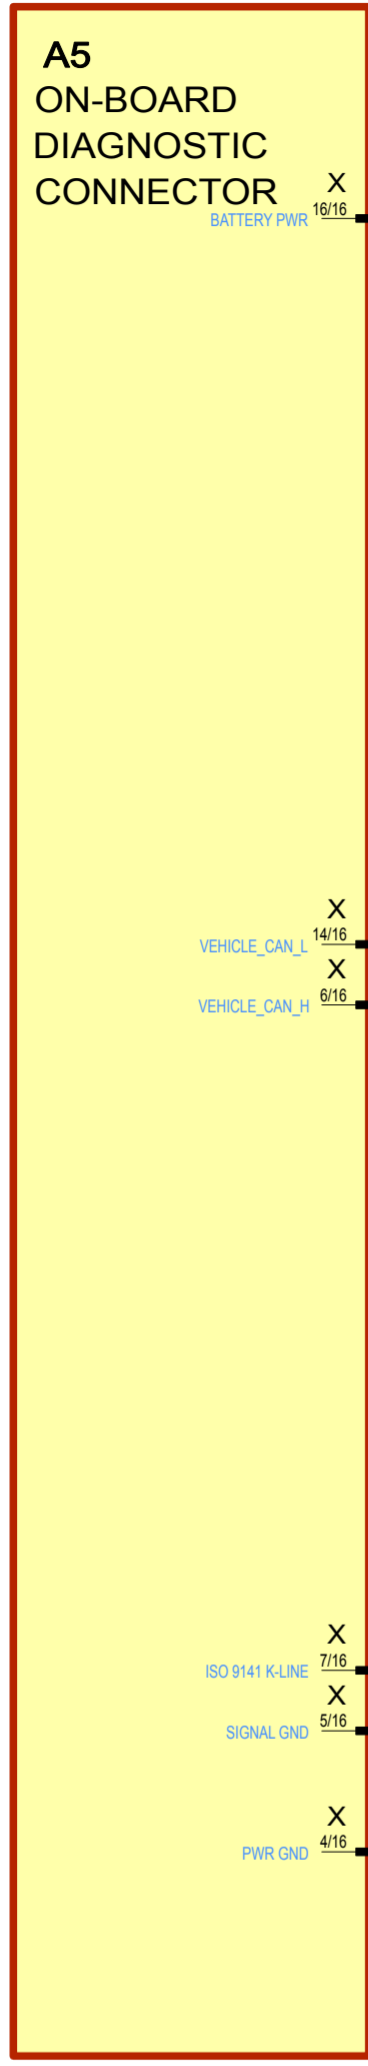 A5
ON-BOARD
DIAGNOSTIC
CONNECTOR
X
BATTERY PWR 16/16
X
VEHICLE_CAN_L 14/16
X
VEHICLE_CAN_H 6/16
X
ISO 9141 K-LINE 7/16
X
SIGNAL GND 5/16
X
PWR GND 4/16